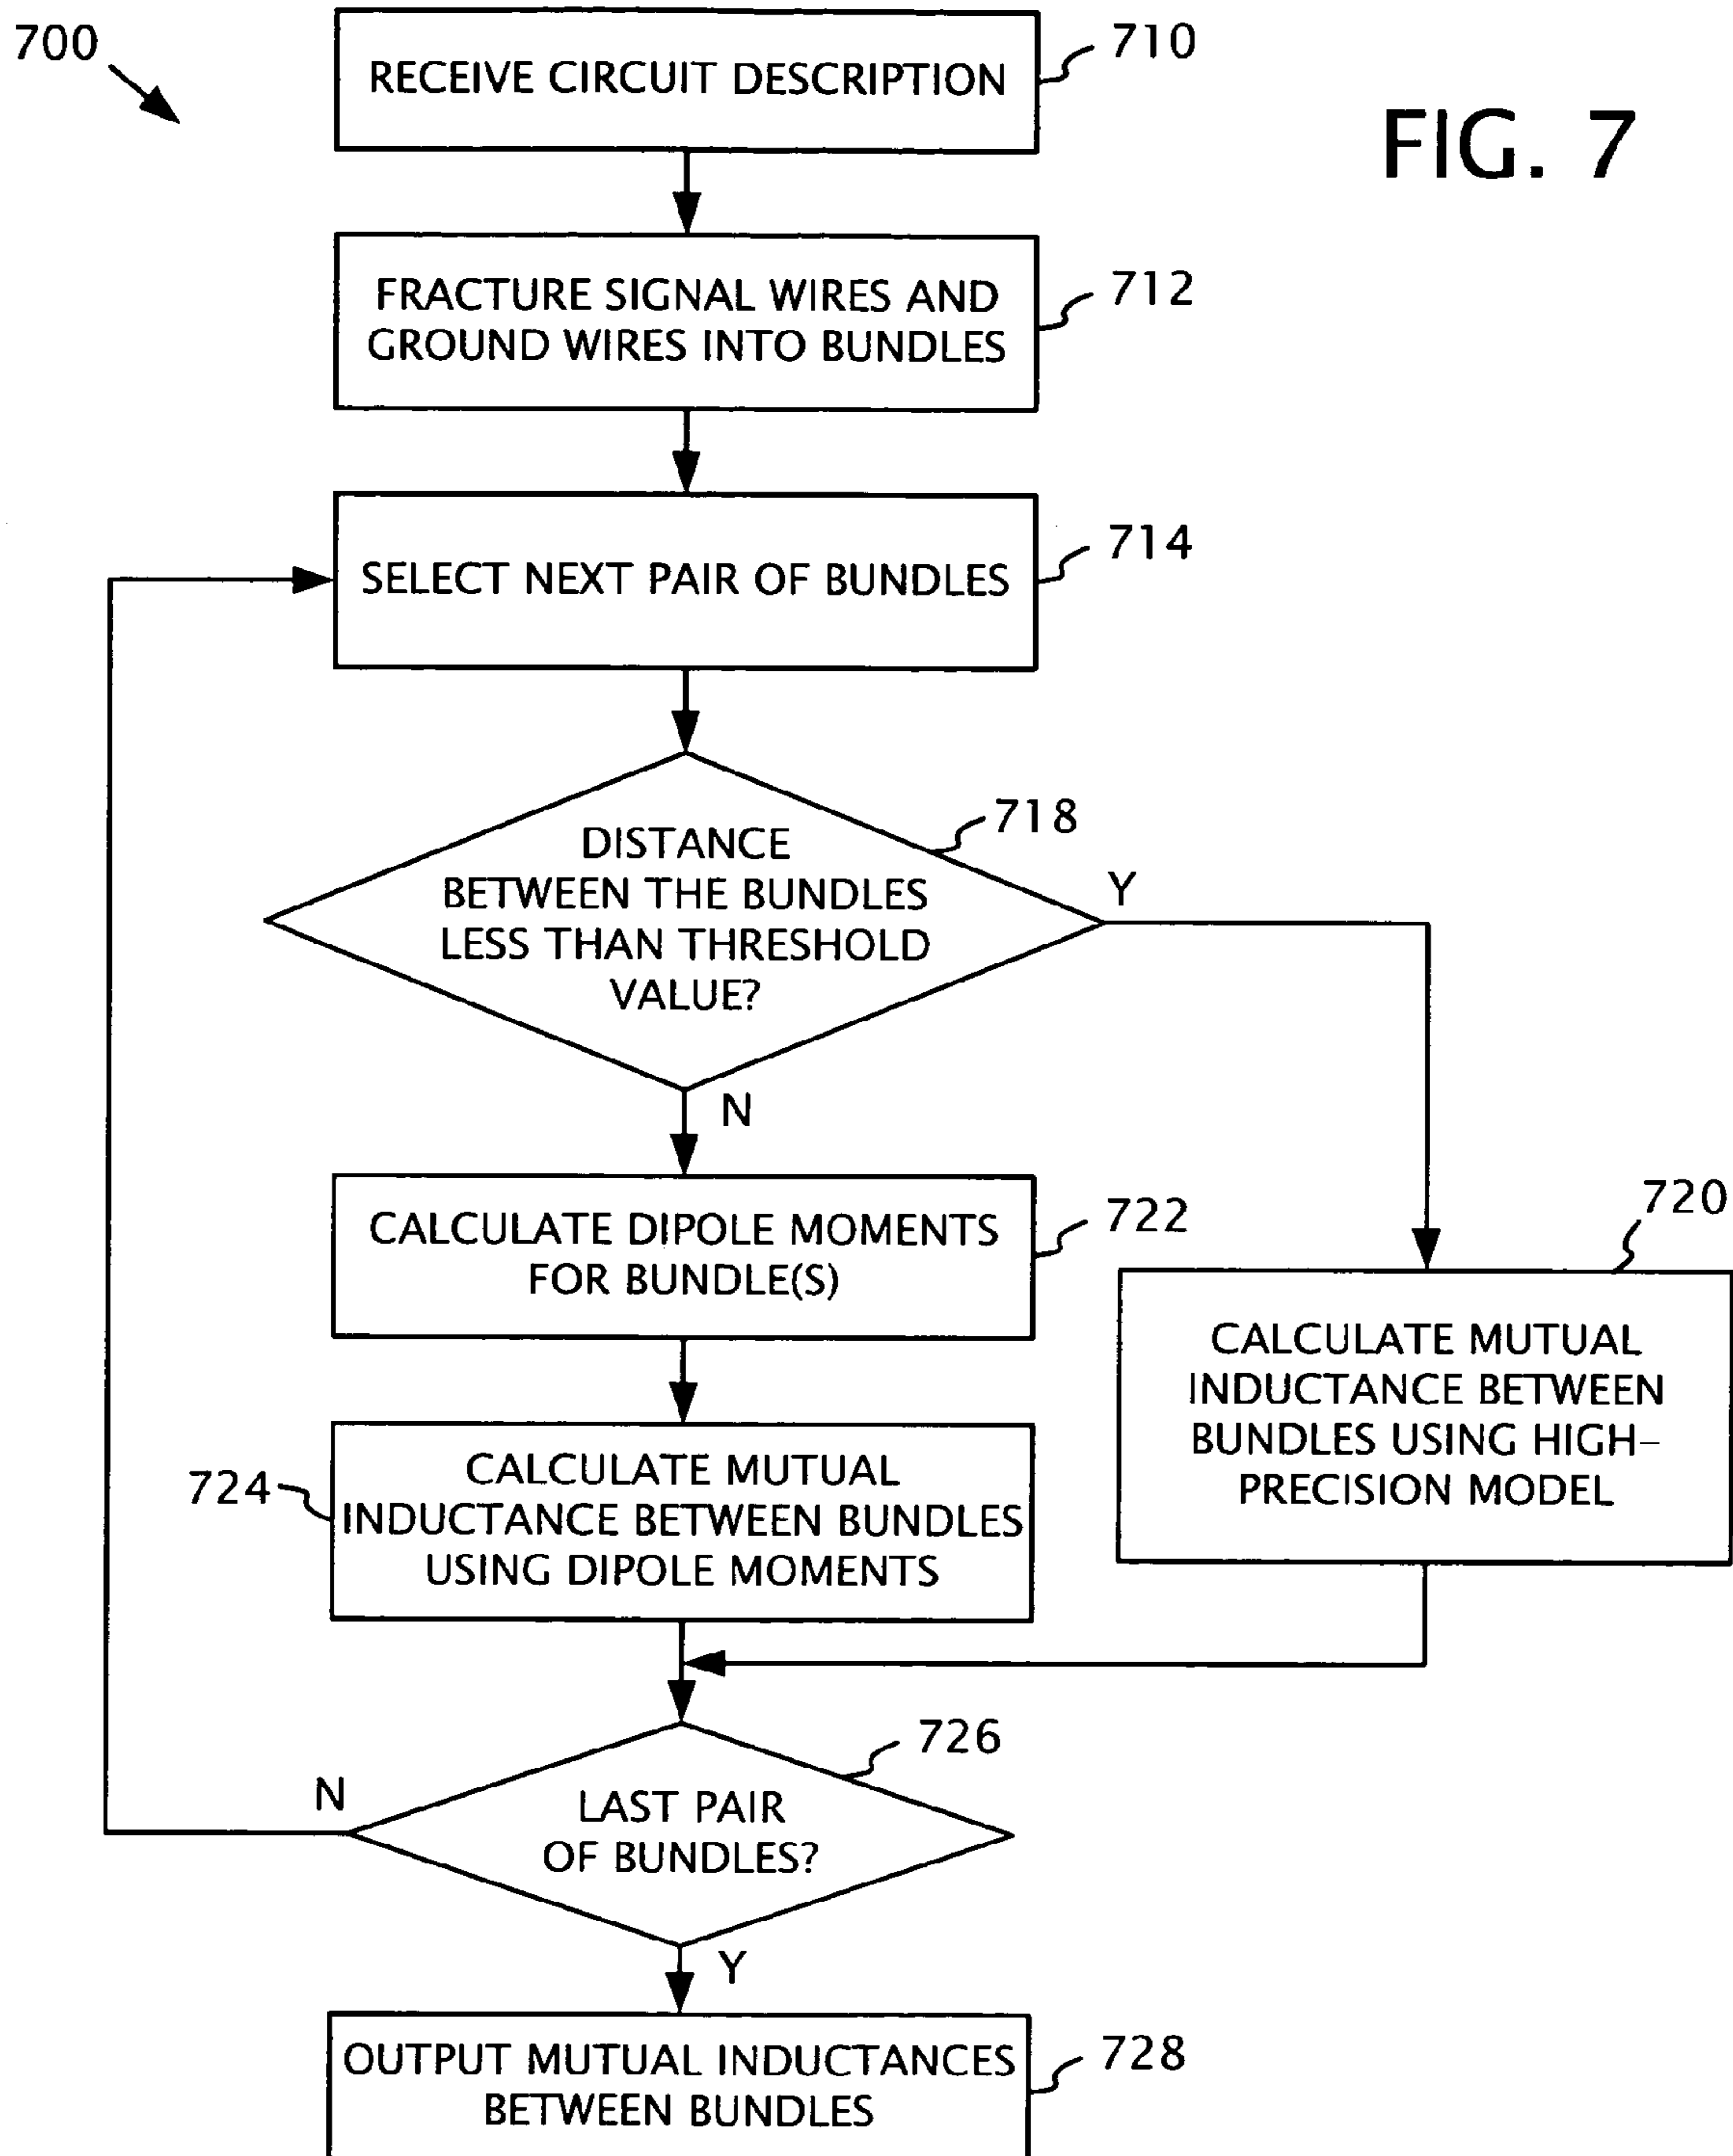 700
RECEIVE CIRCUIT DESCRIPTION
710
FIG. 7
FRACTURE SIGNAL WIRES AND
GROUND WIRES INTO BUNDLES
712
SELECT NEXT PAIR OF BUNDLES
714
DISTANCE
BETWEEN THE BUNDLES
LESS THAN THRESHOLD
VALUE?
718
Y
N
CALCULATE DIPOLE MOMENTS
FOR BUNDLE(S)
722
720
CALCULATE MUTUAL
INDUCTANCE BETWEEN
BUNDLES USING HIGH–
PRECISION MODEL
724
CALCULATE MUTUAL
INDUCTANCE BETWEEN BUNDLES
USING DIPOLE MOMENTS
726
N
LAST PAIR
OF BUNDLES?
Y
OUTPUT MUTUAL INDUCTANCES
BETWEEN BUNDLES
728